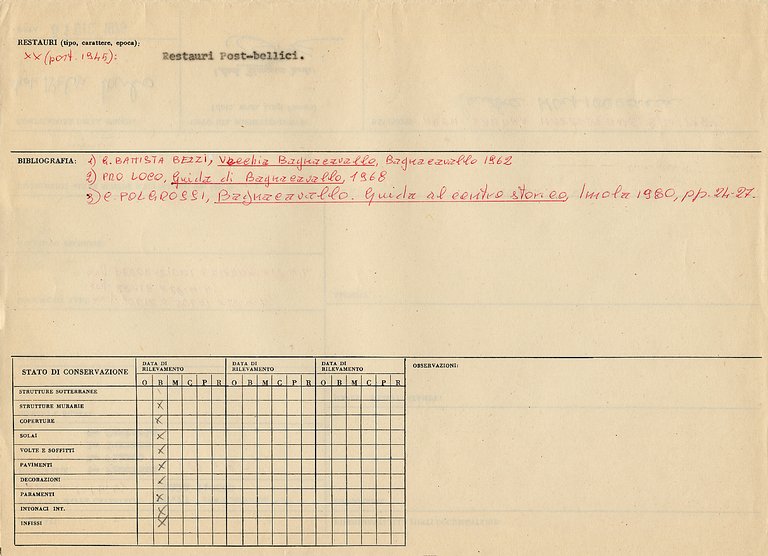 RESTAURI (tipo, carattere, epoca):
XX (post. 1945): Restauri Post-bellici.
BIBLIOGRAFIA: 1) G. BATTISTA BEZZI, Vecchia Bagnacavallo, Bagnacavallo 1962
2) PRO LOCO, Guida di Bagnacavallo, 1968
3) C. POLGROSSI, Bagnacavallo. Guida al centro storico, Imola 1980, pp. 24-27.
STATO DI CONSERVAZIONE
DATA DI RILEVAMENTO DATA DI RILEVAMENTO DATA DI RILEVAMENTO
O B M C P R O B M C P R O B M C P R
OSSERVAZIONI:
STRUTTURE SOTTERRANEE
STRUTTURE MURARIE X
COPERTURE X
SOLAI X
VOLTE E SOFFITTI X
PAVIMENTI X
DECORAZIONI X
PARAMENTI X
INTONACI INT. X
INFISSI X